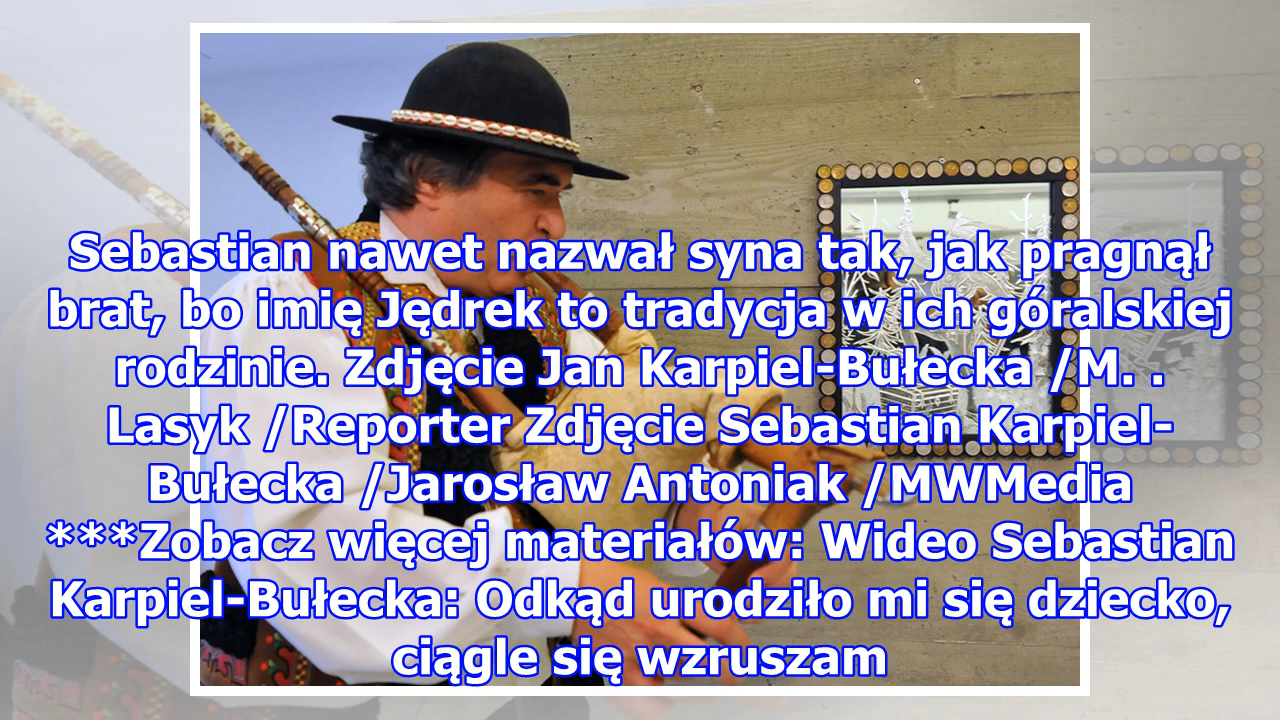 Sebastian nawet nazwał syna tak, jak pragnął
brat, bo imię Jędrek to tradycja w ich góralskiej
rodzinie. Zdjęcie Jan Karpiel-Bułecka /M. .
Lasyk /Reporter Zdjęcie Sebastian Karpiel-
Bułecka /Jarosław Antoniak /MWMedia
***Zobacz więcej materiałów: Wideo Sebastian
Karpiel-Bułecka: Odkąd urodziło mi się dziecko,
ciągle się wzruszam